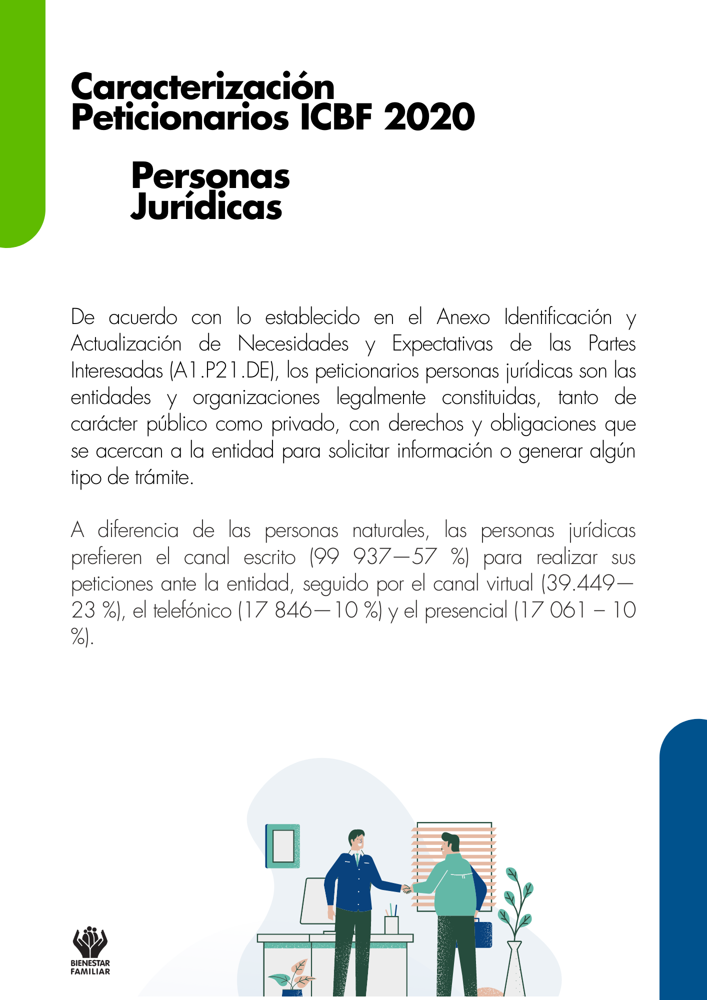 Caracterización
Peticionarios ICBF 2020
Personas
Jurídicas
De acuerdo con lo establecido en el Anexo Identificación y
Actualización de Necesidades y Expectativas de las Partes
Interesadas (A1.P21.DE), los peticionarios personas jurídicas son las
entidades y organizaciones legalmente constituidas, tanto de
carácter público como privado, con derechos y obligaciones que
se acercan a la entidad para solicitar información o generar algún
tipo de trámite.
A diferencia de las personas naturales, las personas jurídicas
prefieren el canal escrito (99 937—57 %) para realizar sus
peticiones ante la entidad, seguido por el canal virtual (39.449—
23 %), el telefónico (17 846—10 %) y el presencial (17 061 – 10
%).
BIENESTAR
FAMILIAR